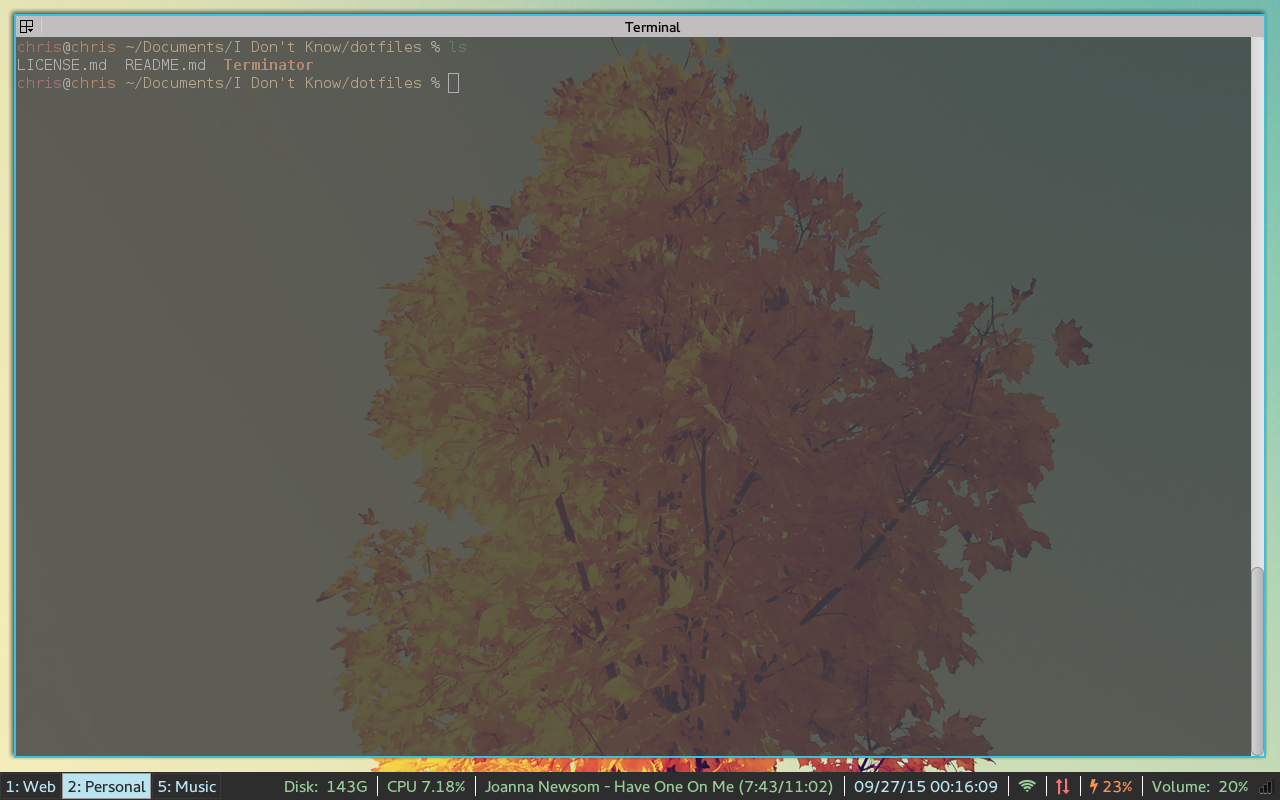 Terminal
chris@chris ~/Documents/I Don't Know/dotfiles % ls
LICENSE.md  README.md  Terminator
chris@chris ~/Documents/I Don't Know/dotfiles %
1: Web 2: Personal 5: Music Disk: 143G CPU 7.18% Joanna Newsom - Have One On Me (7:43/11:02) 09/27/15 00:16:09 23% Volume: 20%